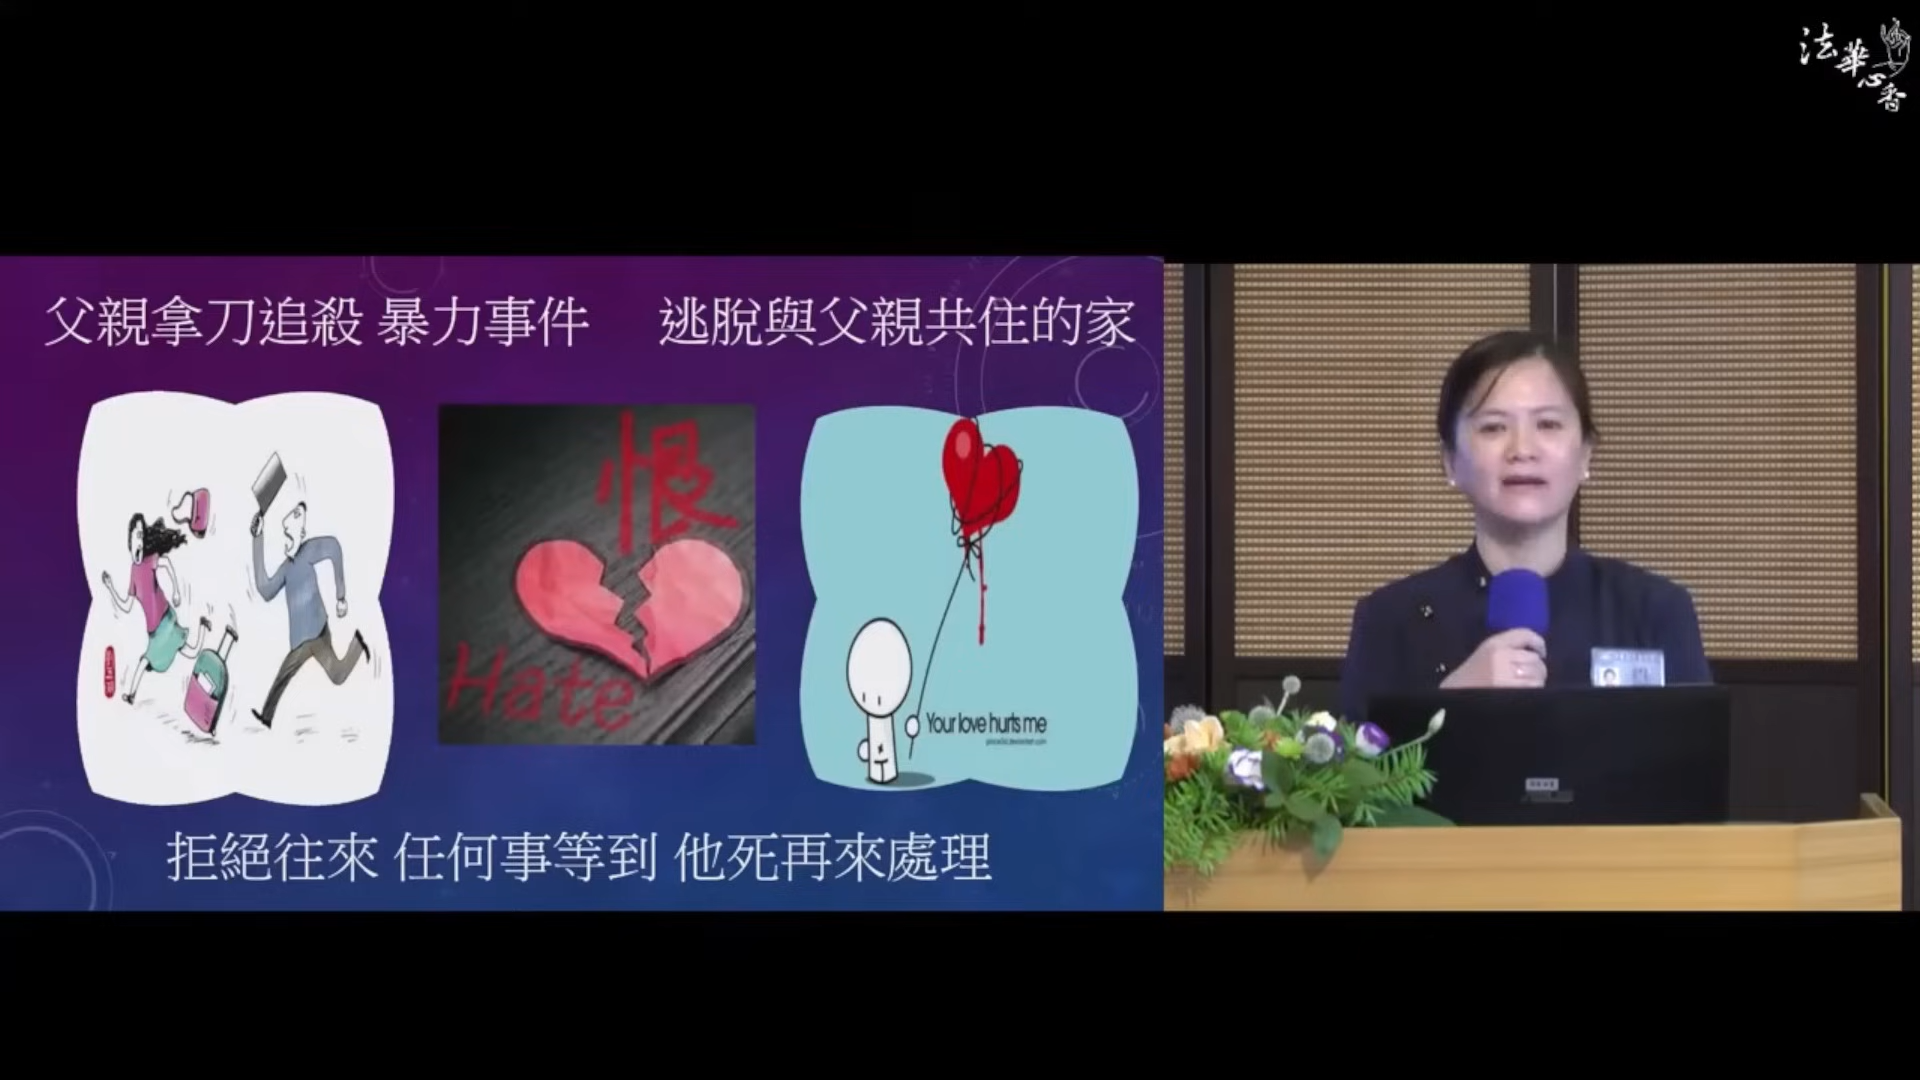 法華心香
父親拿刀追殺 暴力事件
逃脫與父親共住的家
恨
Hate
Your love hurts me
拒絕往來 任何事等到 他死再來處理